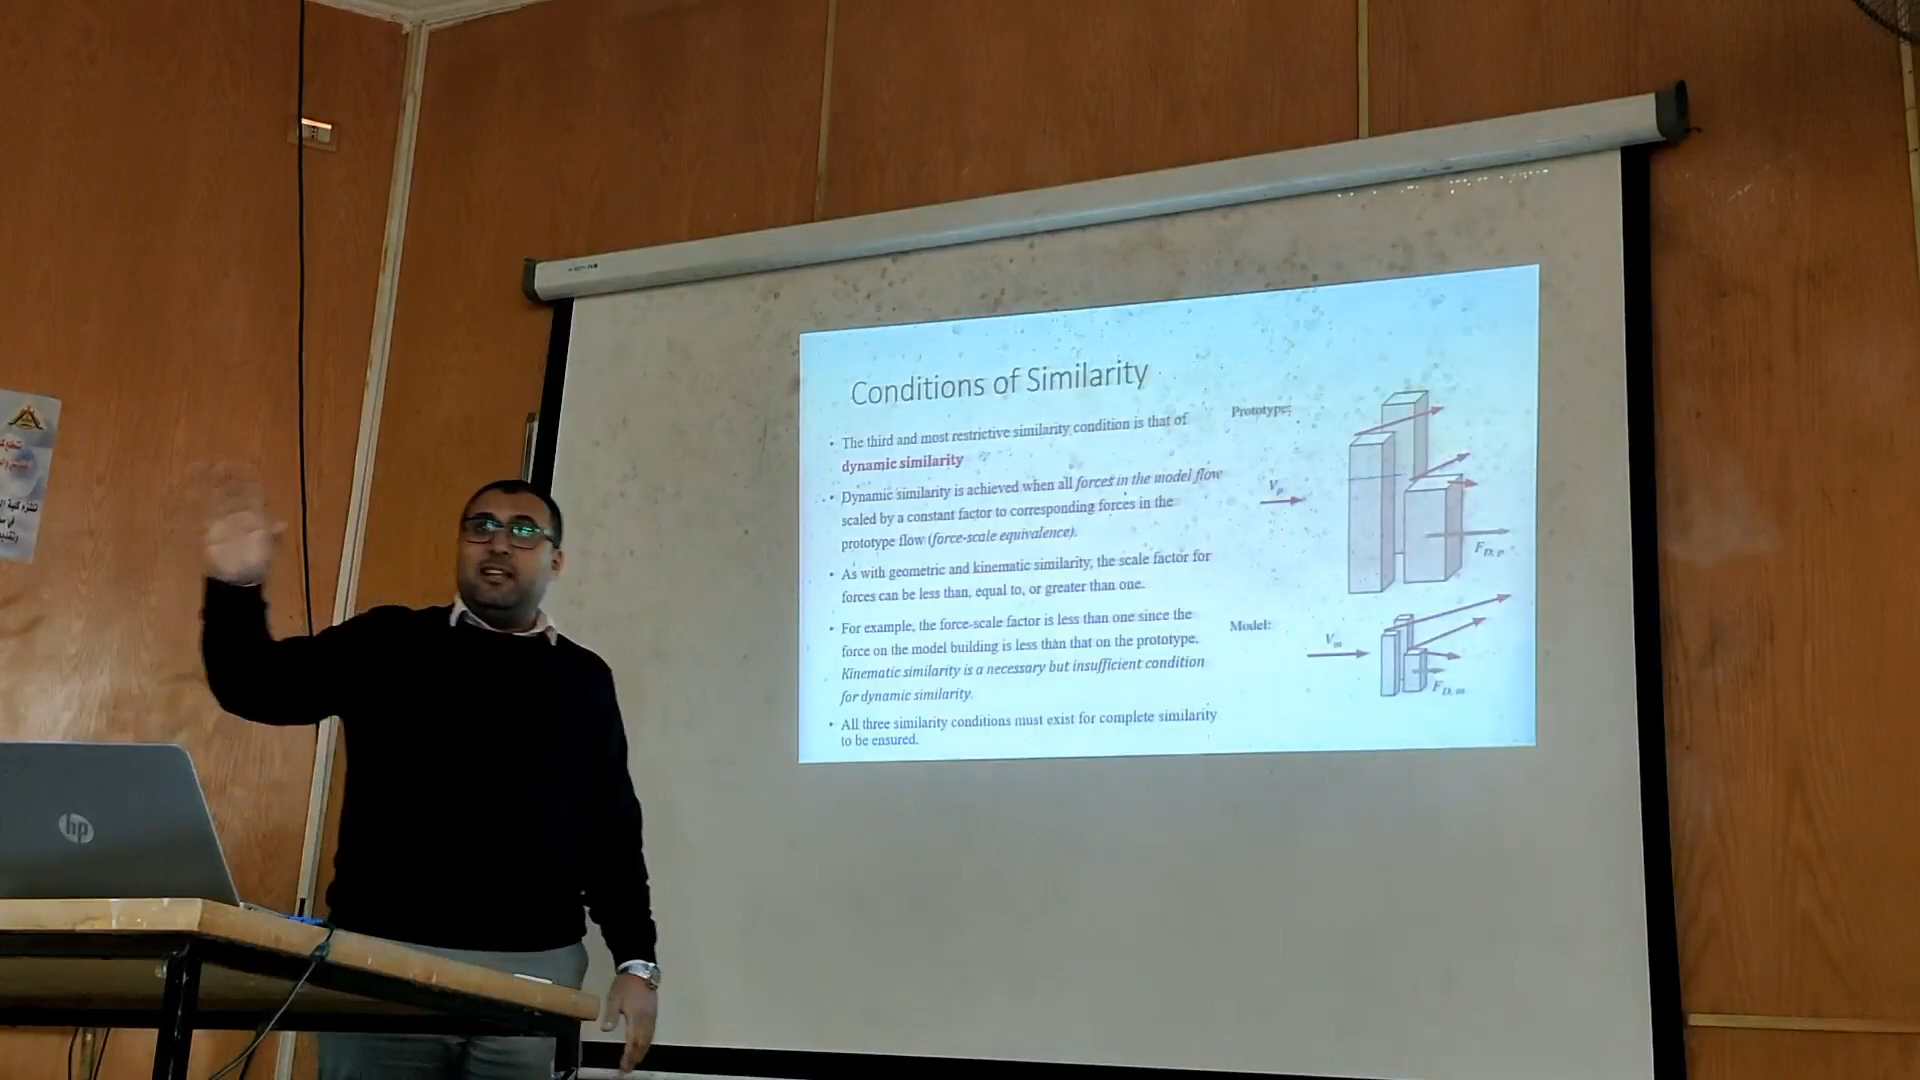 Conditions of Similarity
• The third and most restrictive similarity condition is that of
dynamic similarity
• Dynamic similarity is achieved when all forces in the model flow
scaled by a constant factor to corresponding forces in the
prototype flow (force-scale equivalence).
• As with geometric and kinematic similarity, the scale factor for
forces can be less than, equal to, or greater than one.
• For example, the force-scale factor is less than one since the
force on the model building is less than that on the prototype.
Kinematic similarity is a necessary but insufficient condition
for dynamic similarity.
• All three similarity conditions must exist for complete similarity
to be ensured.
Prototype:
Vp
FD,p
Model:
Vm
FD,m
hp